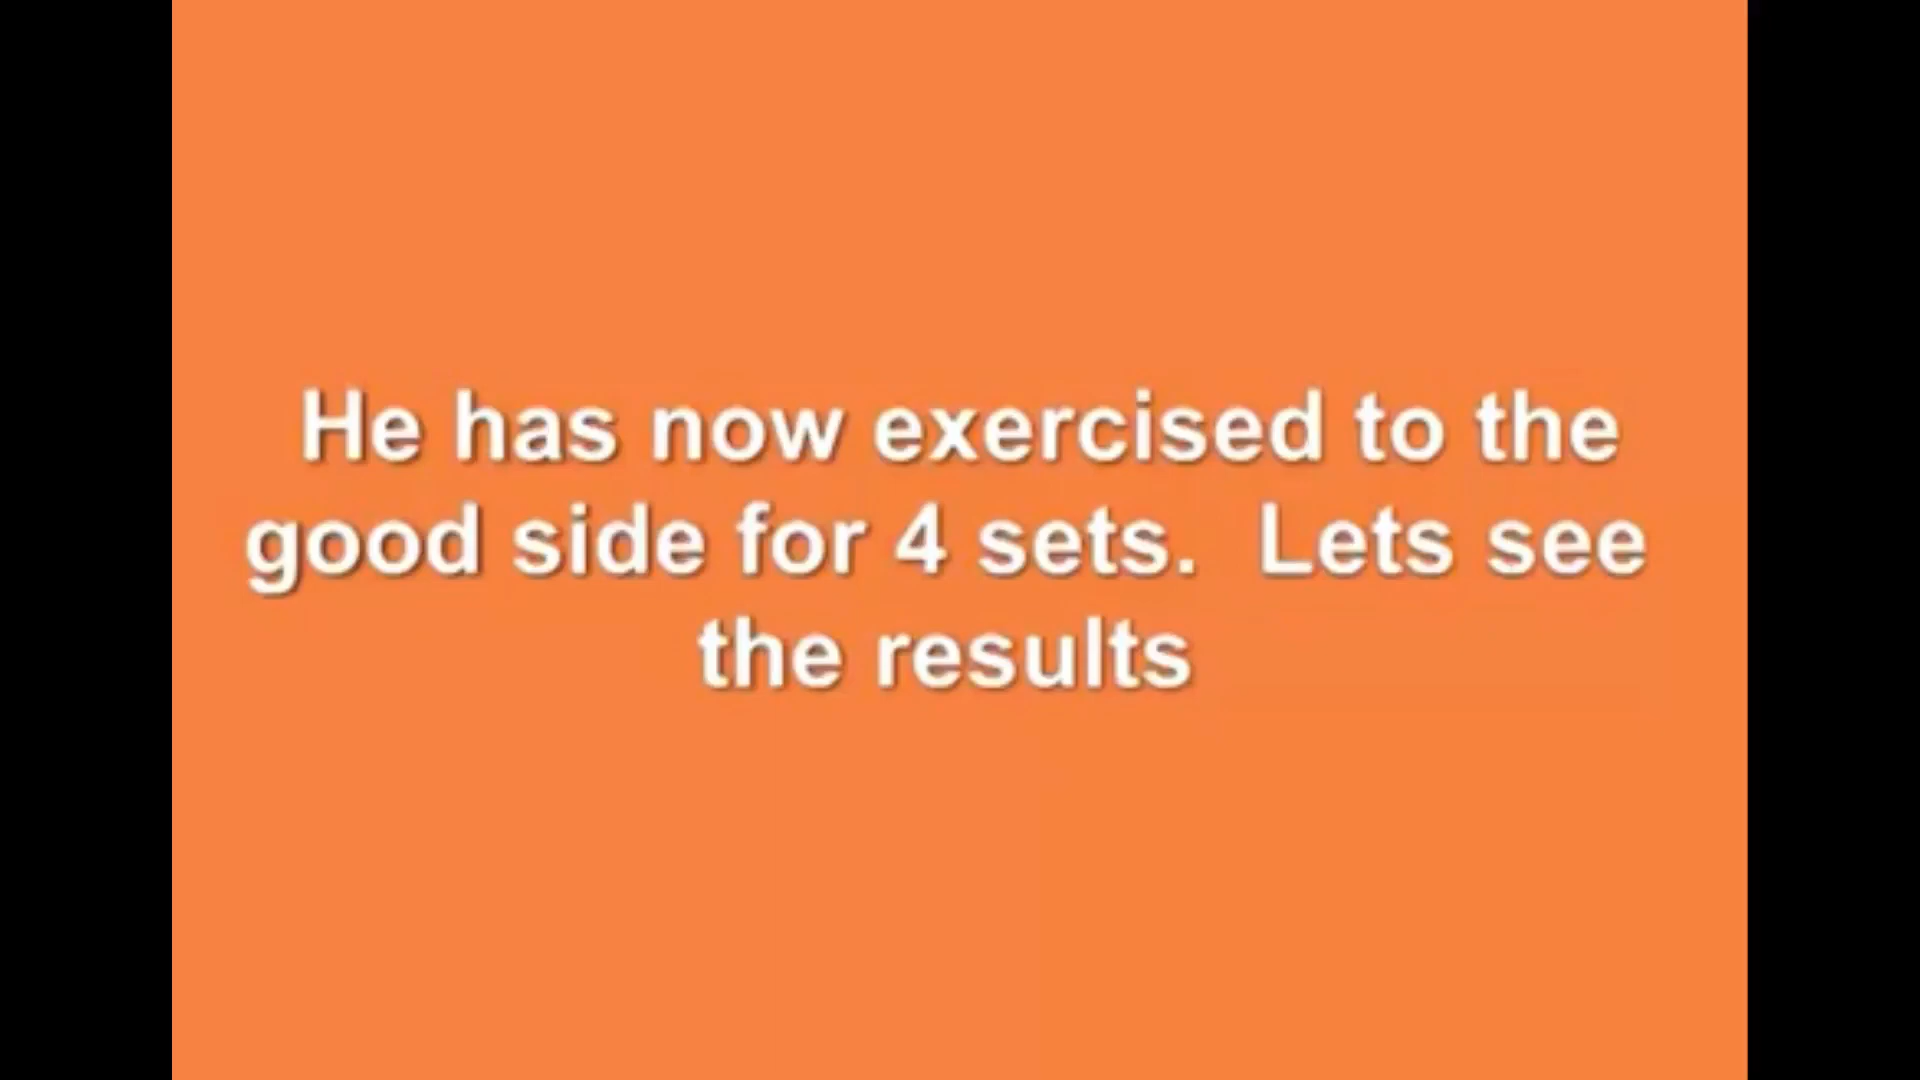 He has now exercised to the
good side for 4 sets.  Lets see
the results